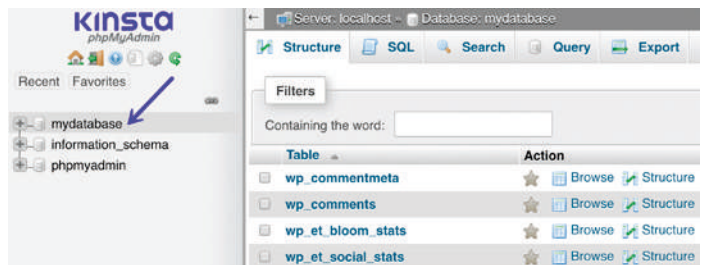 KINSTA
phpMyAdmin
Recent Favorites
mydatabase
information_schema
phpmyadmin
Server: localhost » Database: mydatabase
Structure SQL Search Query Export
Filters
Containing the word:
Table Action
wp_commentmeta Browse Structure
wp_comments Browse Structure
wp_et_bloom_stats Browse Structure
wp_et_social_stats Browse Structure